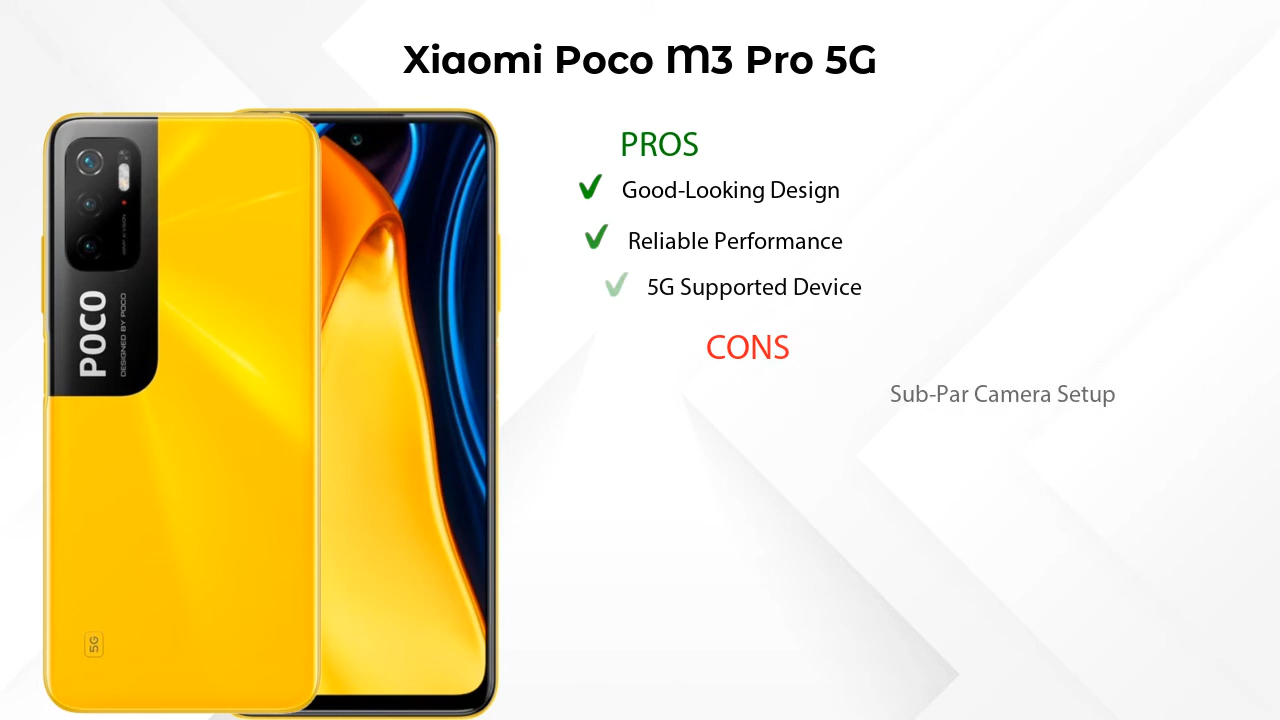 Xiaomi Poco M3 Pro 5G
PROS
Good-Looking Design
Reliable Performance
5G Supported Device
CONS
Sub-Par Camera Setup
POCO
DESIGNED BY POCO
5G